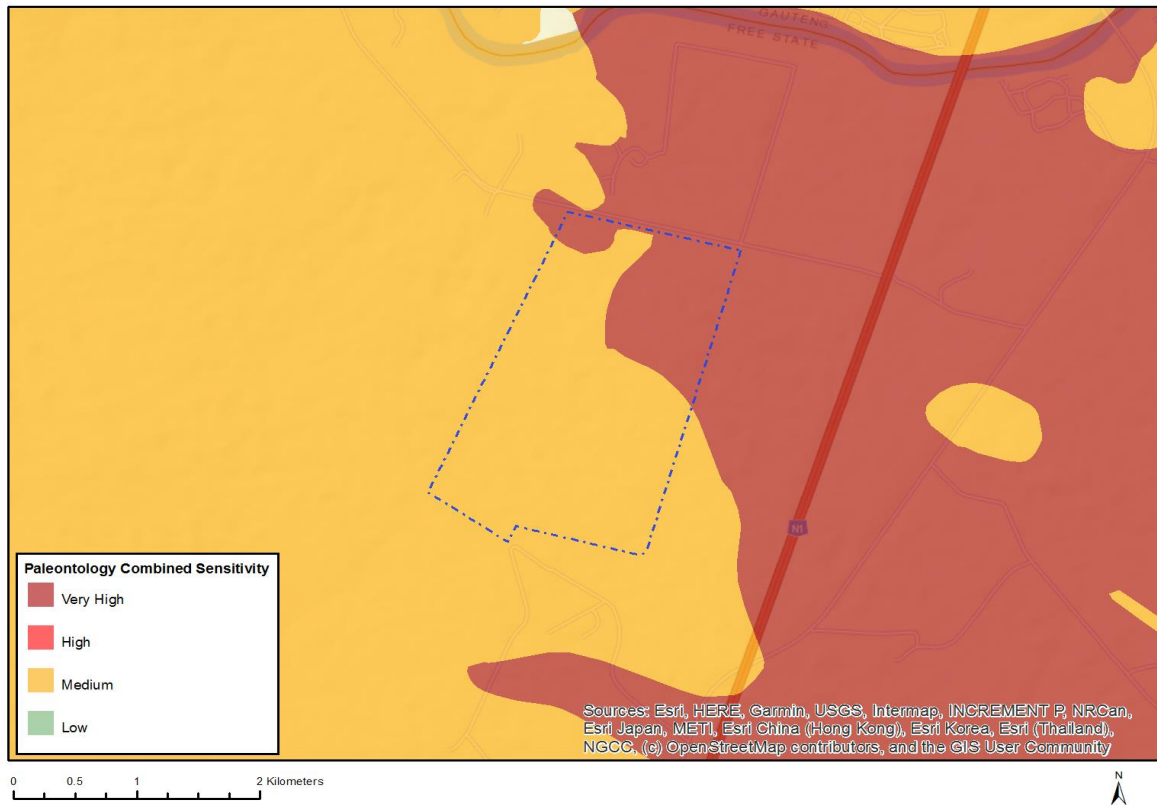 GAUTENG
FREE STATE
N1
Paleontology Combined Sensitivity
Very High
High
Medium
Low
Sources: Esri, HERE, Garmin, USGS, Intermap, INCREMENT P, NRCan,
Esri Japan, METI, Esri China (Hong Kong), Esri Korea, Esri (Thailand),
NGCC, (c) OpenStreetMap contributors, and the GIS User Community
0 0.5 1 2 Kilometers
N